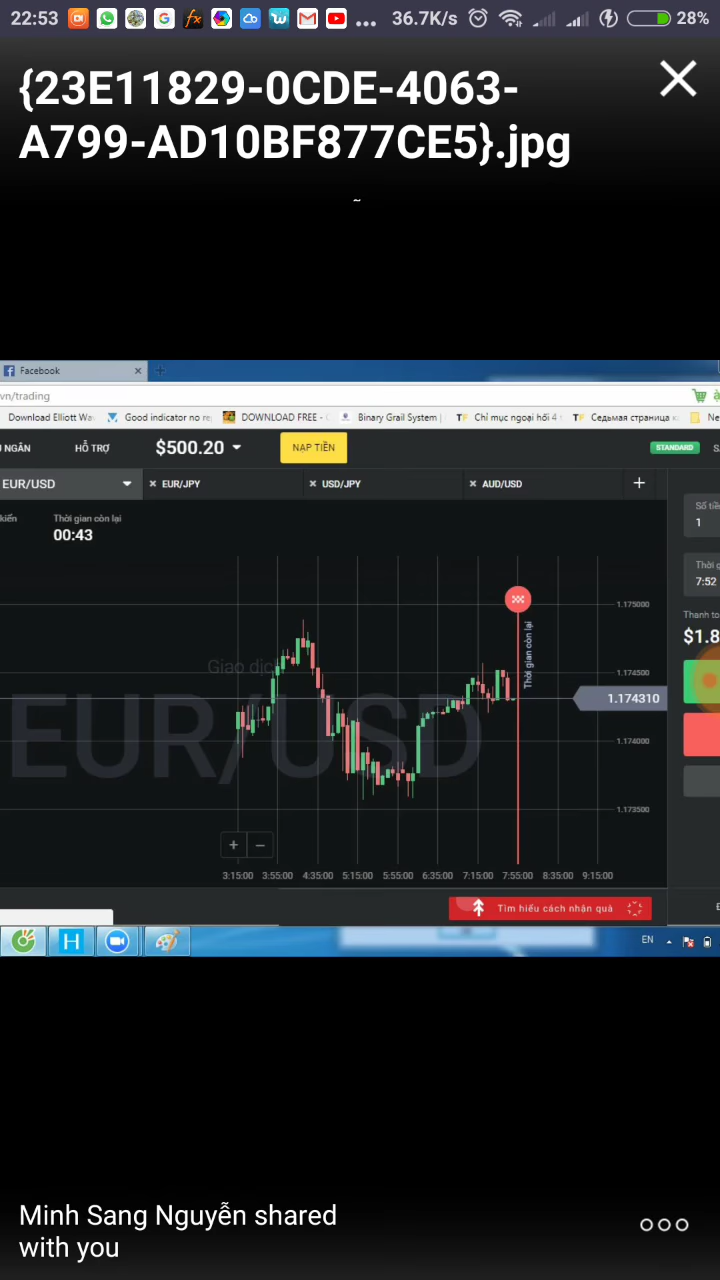 22:53
36.7K/s
28%
{23E11829-0CDE-4063-
A799-AD10BF877CE5}.jpg
~
Facebook
vn/trading
Download Elliott Wa
Good indicator no re
DOWNLOAD FREE -
Binary Grail System |
Chỉ mục ngoại hối 4
Седьмая страница
Ne
NGÂN
HỖ TRỢ
$500.20
NẠP TIỀN
STANDARD
EUR/USD
EUR/JPY
USD/JPY
AUD/USD
+
kiến
Thời gian còn lại
00:43
Số tiề
1
Thời g
7:52
Thanh to
$1.8
Giao dịch
EUR/USD
Thời gian còn lại
1.175000
1.174500
1.174310
1.174000
1.173500
+ −
3:15:00 3:55:00 4:35:00 5:15:00 5:55:00 6:35:00 7:15:00 7:55:00 8:35:00 9:15:00
Tìm hiểu cách nhận quà
EN
Minh Sang Nguyễn shared
with you